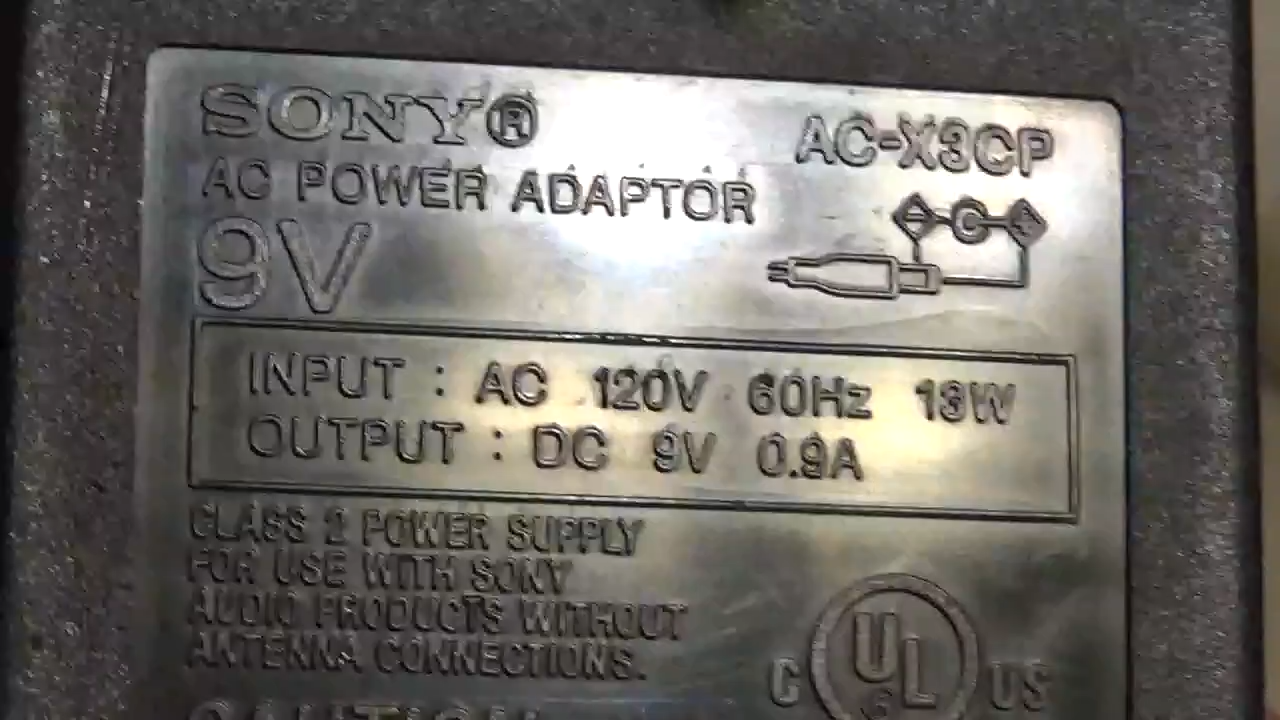 SONY®
AC-X3CP
AC POWER ADAPTOR
9V
INPUT : AC 120V 60Hz 13W
OUTPUT : DC 9V 0.9A
CLASS 2 POWER SUPPLY
FOR USE WITH SONY
AUDIO PRODUCTS WITHOUT
ANTENNA CONNECTIONS.
C UL US
CAUTION